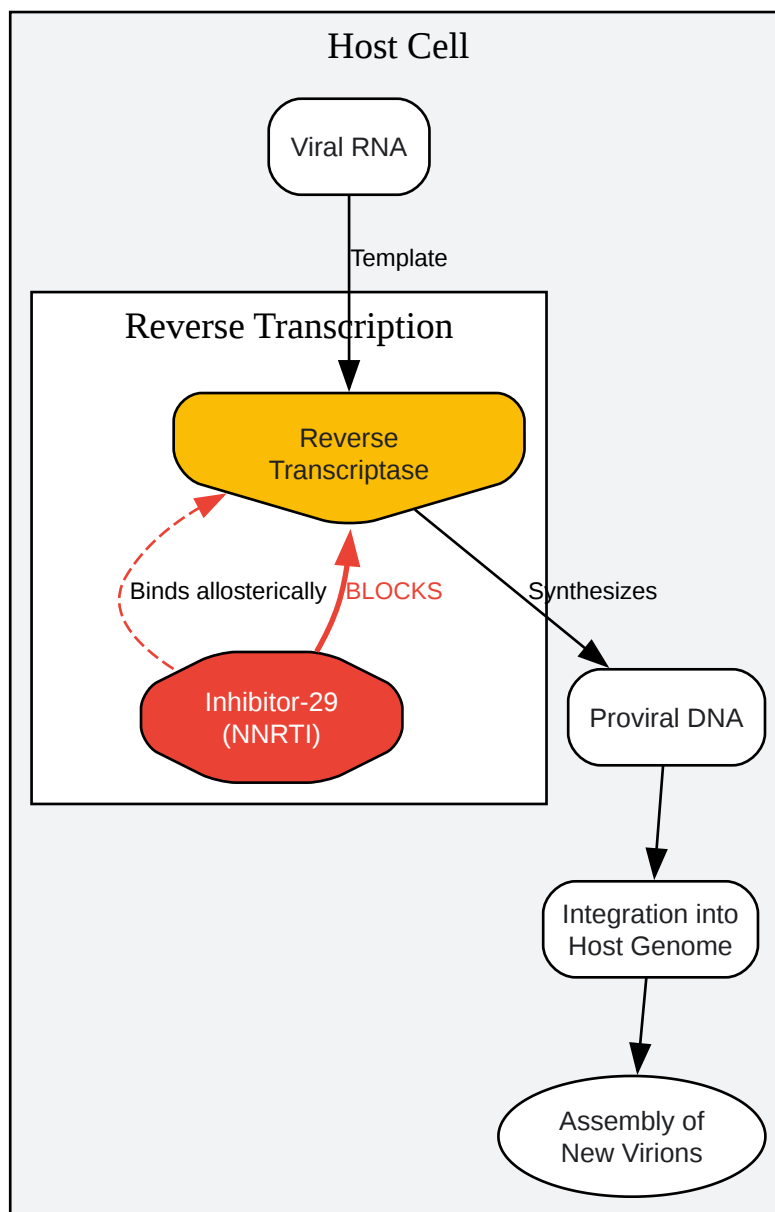 Host Cell
Viral RNA
Template
Reverse Transcription
Reverse
Transcriptase
Binds allosterically
BLOCKS
Synthesizes
Inhibitor-29
(NNRTI)
Proviral DNA
Integration into
Host Genome
Assembly of
New Virions